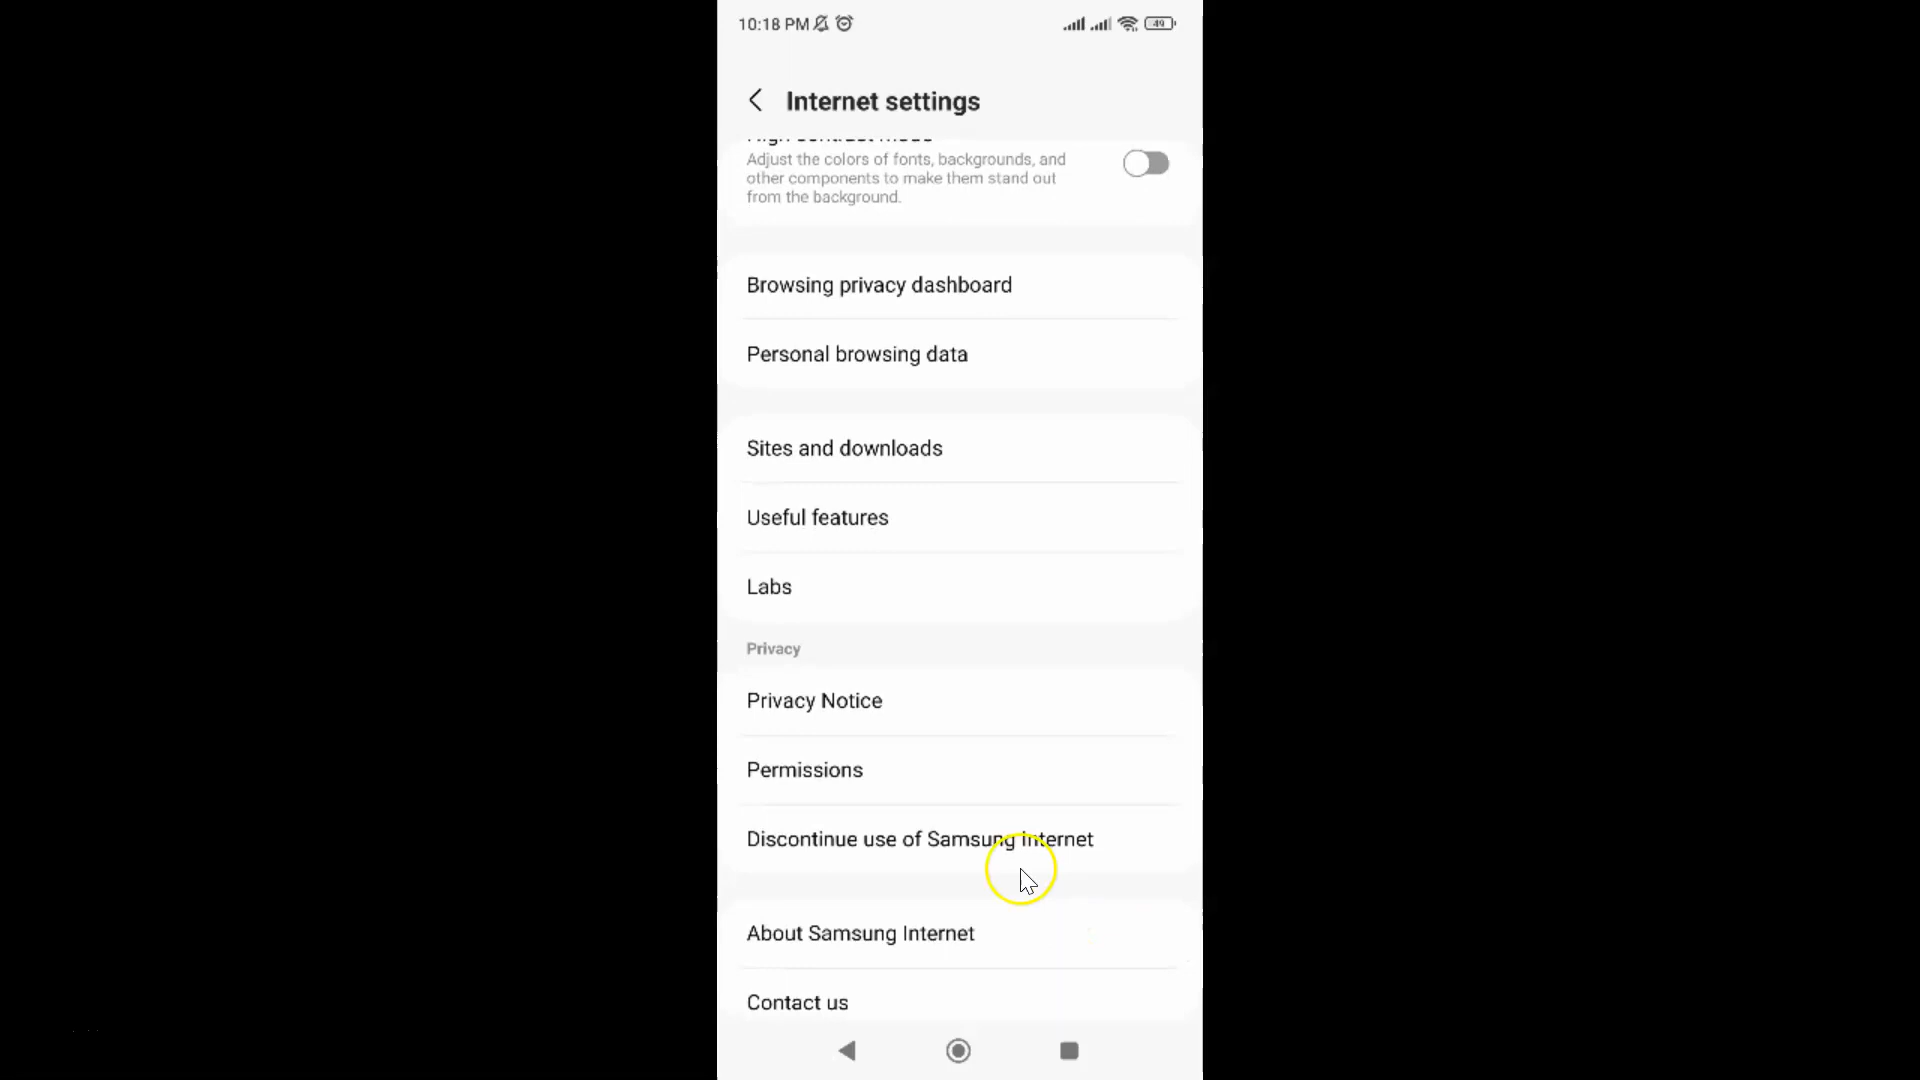 10:18 PM
49
Internet settings
High contrast mode
Adjust the colors of fonts, backgrounds, and
other components to make them stand out
from the background.
Browsing privacy dashboard
Personal browsing data
Sites and downloads
Useful features
Labs
Privacy
Privacy Notice
Permissions
Discontinue use of Samsung Internet
About Samsung Internet
Contact us